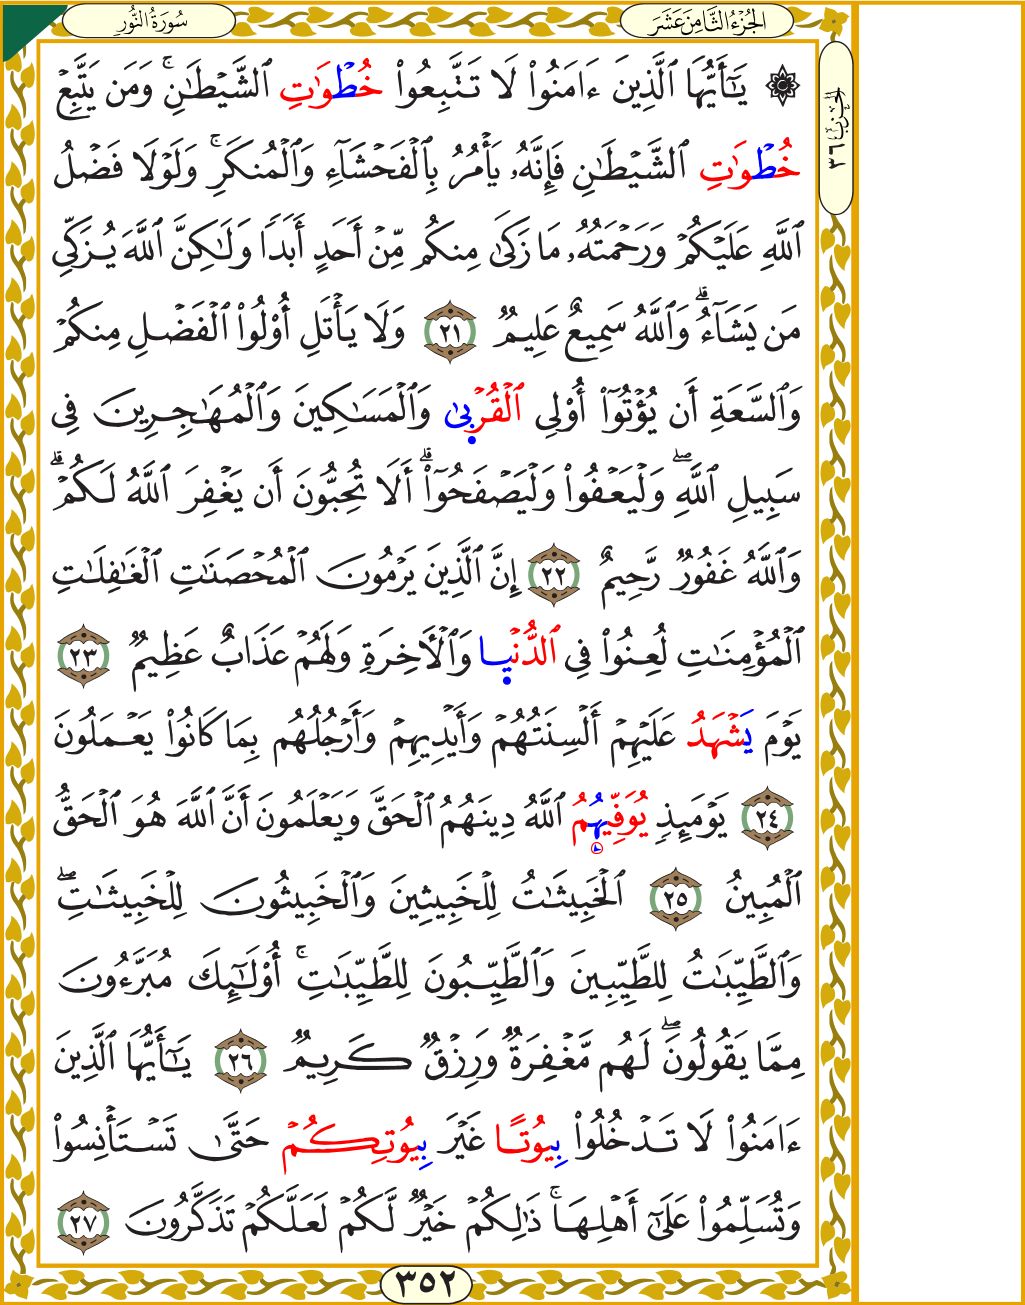 سُورَةُ النُّورِ
الجُزْءُ الثَّامِنَ عَشَرَ
الحزب ٣٦
۞ يَٰٓأَيُّهَا ٱلَّذِينَ ءَامَنُواْ لَا تَتَّبِعُواْ خُطْوَٰتِ ٱلشَّيْطَٰنِۚ وَمَن يَتَّبِعْ
خُطْوَٰتِ ٱلشَّيْطَٰنِ فَإِنَّهُۥ يَأْمُرُ بِٱلْفَحْشَآءِ وَٱلْمُنكَرِۚ وَلَوْلَا فَضْلُ
ٱللَّهِ عَلَيْكُمْ وَرَحْمَتُهُۥ مَا زَكَىٰ مِنكُم مِّنْ أَحَدٍ أَبَدًا وَلَٰكِنَّ ٱللَّهَ يُزَكِّى
مَن يَشَآءُۗ وَٱللَّهُ سَمِيعٌ عَلِيمٌ ٢١ وَلَا يَأْتَلِ أُوْلُواْ ٱلْفَضْلِ مِنكُمْ
وَٱلسَّعَةِ أَن يُؤْتُوٓاْ أُوْلِى ٱلْقُرْبَىٰ وَٱلْمَسَٰكِينَ وَٱلْمُهَٰجِرِينَ فِى
سَبِيلِ ٱللَّهِۖ وَلْيَعْفُواْ وَلْيَصْفَحُوٓاْۗ أَلَا تُحِبُّونَ أَن يَغْفِرَ ٱللَّهُ لَكُمْۗ
وَٱللَّهُ غَفُورٌ رَّحِيمٌ ٢٢ إِنَّ ٱلَّذِينَ يَرْمُونَ ٱلْمُحْصَنَٰتِ ٱلْغَٰفِلَٰتِ
ٱلْمُؤْمِنَٰتِ لُعِنُواْ فِى ٱلدُّنْيَا وَٱلْأَخِرَةِ وَلَهُمْ عَذَابٌ عَظِيمٌ ٢٣
يَوْمَ يَشْهَدُ عَلَيْهِمْ أَلْسِنَتُهُمْ وَأَيْدِيهِمْ وَأَرْجُلُهُم بِمَا كَانُواْ يَعْمَلُونَ
٢٤ يَوْمَئِذٍ يُوَفِّيهُمُ ٱللَّهُ دِينَهُمُ ٱلْحَقَّ وَيَعْلَمُونَ أَنَّ ٱللَّهَ هُوَ ٱلْحَقُّ
ٱلْمُبِينُ ٢٥ ٱلْخَبِيثَٰتُ لِلْخَبِيثِينَ وَٱلْخَبِيثُونَ لِلْخَبِيثَٰتِۖ
وَٱلطَّيِّبَٰتُ لِلطَّيِّبِينَ وَٱلطَّيِّبُونَ لِلطَّيِّبَٰتِۚ أُوْلَٰٓئِكَ مُبَرَّءُونَ
مِمَّا يَقُولُونَۖ لَهُم مَّغْفِرَةٌ وَرِزْقٌ كَرِيمٌ ٢٦ يَٰٓأَيُّهَا ٱلَّذِينَ
ءَامَنُواْ لَا تَدْخُلُواْ بِيُوتًا غَيْرَ بِيُوتِكُمْ حَتَّىٰ تَسْتَأْنِسُواْ
وَتُسَلِّمُواْ عَلَىٰٓ أَهْلِهَاۚ ذَٰلِكُمْ خَيْرٌ لَّكُمْ لَعَلَّكُمْ تَذَكَّرُونَ ٢٧
٣٥٢